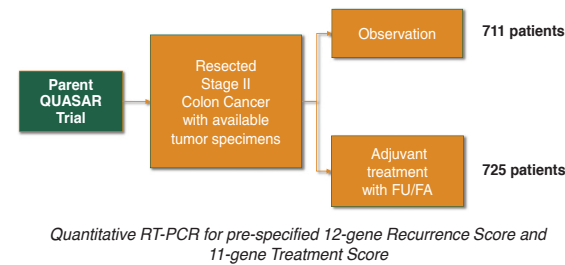 Parent
QUASAR
Trial
Resected
Stage II
Colon Cancer
with available
tumor specimens
Observation
711 patients
Adjuvant
treatment
with FU/FA
725 patients
Quantitative RT-PCR for pre-specified 12-gene Recurrence Score and
11-gene Treatment Score